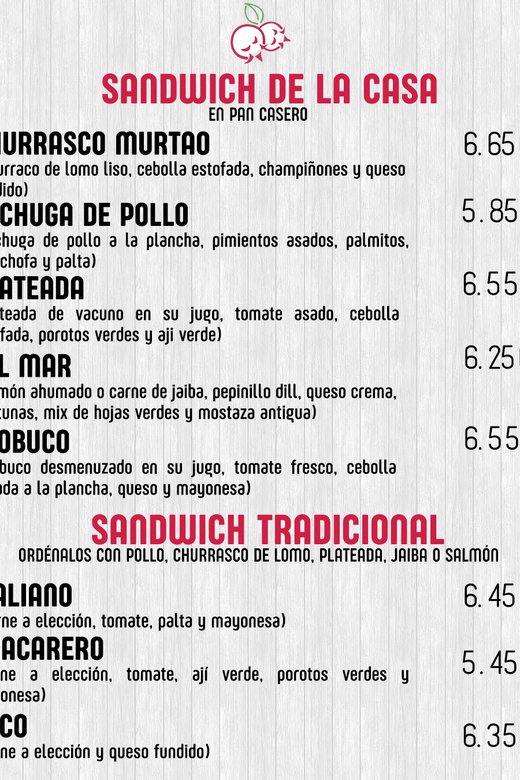 SANDWICH DE LA CASA
EN PAN CASERO
URRASCO MURTAO 6.65
urraco de lomo liso, cebolla estofada, champiñones y queso
dido)
CHUGA DE POLLO 5.85
chuga de pollo a la plancha, pimientos asados, palmitos,
chofa y palta)
ATEADA 6.55
teada de vacuno en su jugo, tomate asado, cebolla
fada, porotos verdes y aji verde)
L MAR 6.25
món ahumado o carne de jaiba, pepinillo dill, queso crema,
tunas, mix de hojas verdes y mostaza antigua)
OBUCO 6.55
buco desmenuzado en su jugo, tomate fresco, cebolla
ada a la plancha, queso y mayonesa)
SANDWICH TRADICIONAL
ORDÉNALOS CON POLLO, CHURRASCO DE LOMO, PLATEADA, JAIBA O SALMÓN
ALIANO 6.45
rne a elección, tomate, palta y mayonesa)
ACARERO 5.45
ne a elección, tomate, ají verde, porotos verdes y
onesa)
CO 6.35
ne a elección y queso fundido)